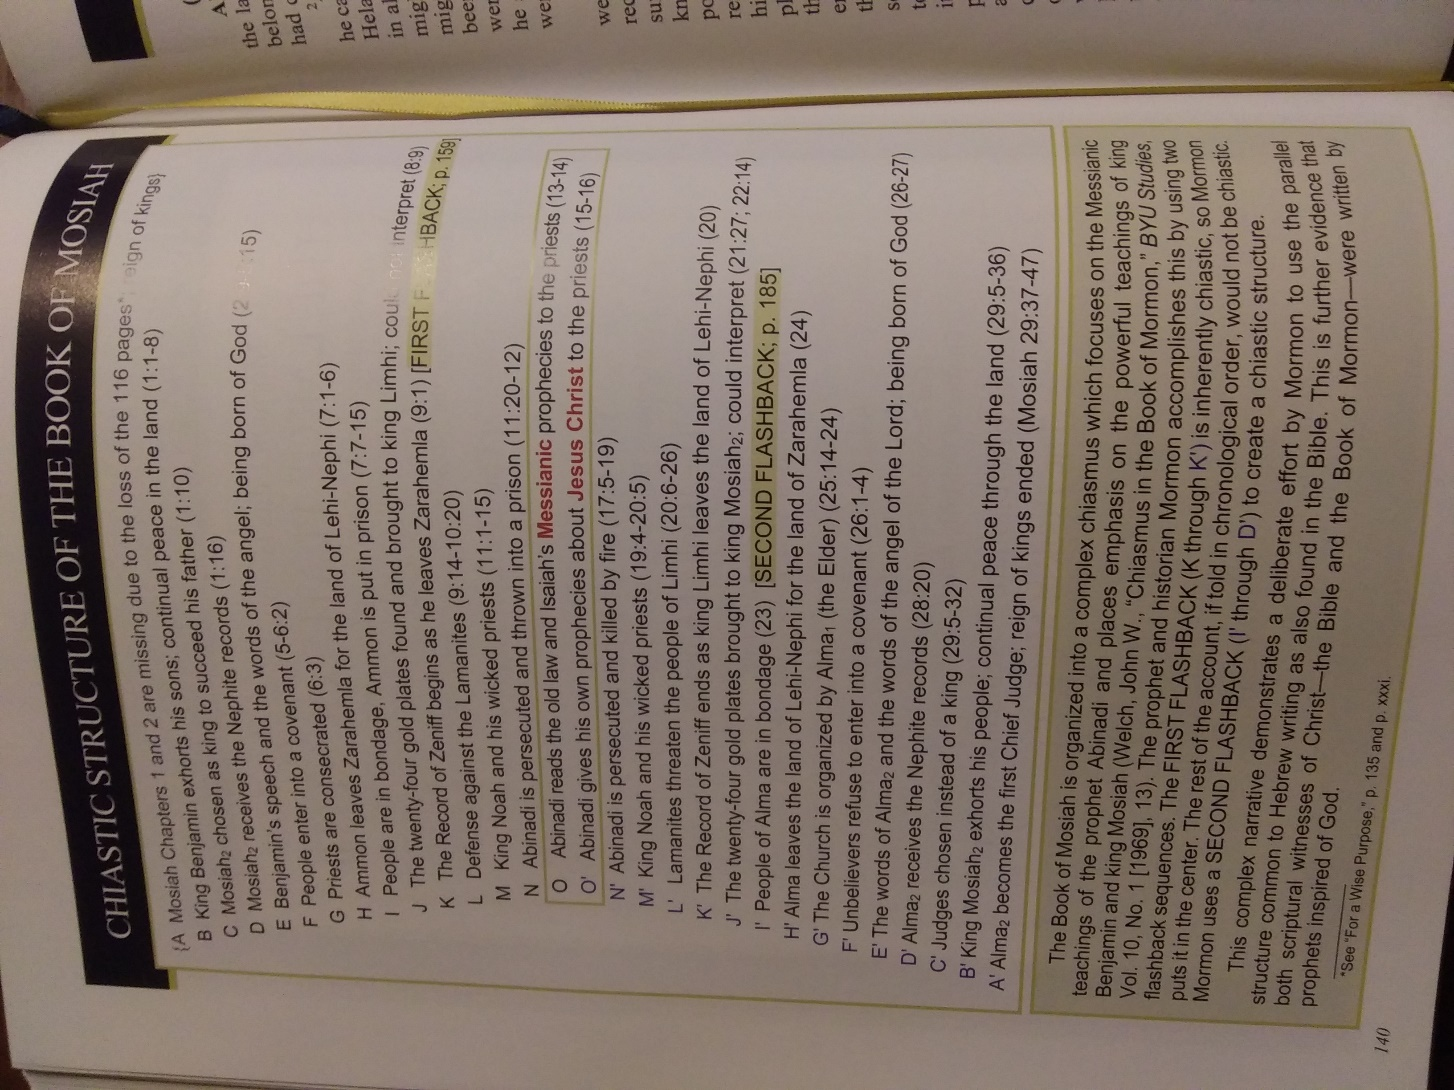 CHIASTIC STRUCTURE OF THE BOOK OF MOSIAH
{A Mosiah Chapters 1 and 2 are missing due to the loss of the 116 pages*; reign of kings}
B King Benjamin exhorts his sons; continual peace in the land (1:1-8)
C Mosiah2 chosen as king to succeed his father (1:10)
D Mosiah2 receives the Nephite records (1:16)
E Benjamin's speech and the words of the angel; being born of God (2 15)
F People enter into a covenant (5-6:2)
G Priests are consecrated (6:3)
H Ammon leaves Zarahemla for the land of Lehi-Nephi (7:1-6)
I People are in bondage, Ammon is put in prison (7:7-15)
J The twenty-four gold plates found and brought to king Limhi; could not interpret (8:9)
K The Record of Zeniff begins as he leaves Zarahemla (9:1) [FIRST FLASHBACK; p. 159]
L Defense against the Lamanites (9:14-10:20)
M King Noah and his wicked priests (11:1-15)
N Abinadi is persecuted and thrown into a prison (11:20-12)
O Abinadi reads the old law and Isaiah's Messianic prophecies to the priests (13-14)
O' Abinadi gives his own prophecies about Jesus Christ to the priests (15-16)
N' Abinadi is persecuted and killed by fire (17:5-19)
M' King Noah and his wicked priests (19:4-20:5)
L' Lamanites threaten the people of Limhi (20:6-26)
K' The Record of Zeniff ends as king Limhi leaves the land of Lehi-Nephi (20)
J' The twenty-four gold plates brought to king Mosiah2; could interpret (21:27; 22:14)
I' People of Alma are in bondage (23) [SECOND FLASHBACK; p. 185]
H' Alma leaves the land of Lehi-Nephi for the land of Zarahemla (24)
G' The Church is organized by Alma1 (the Elder) (25:14-24)
F' Unbelievers refuse to enter into a covenant (26:1-4)
E' The words of Alma2 and the words of the angel of the Lord; being born of God (26-27)
D' Alma2 receives the Nephite records (28:20)
C' Judges chosen instead of a king (29:5-32)
B' King Mosiah2 exhorts his people; continual peace through the land (29:5-36)
A' Alma2 becomes the first Chief Judge; reign of kings ended (Mosiah 29:37-47)
The Book of Mosiah is organized into a complex chiasmus which focuses on the Messianic
teachings of the prophet Abinadi and places emphasis on the powerful teachings of king
Benjamin and king Mosiah (Welch, John W., "Chiasmus in the Book of Mormon," BYU Studies,
Vol. 10, No. 1 [1969], 13). The prophet and historian Mormon accomplishes this by using two
flashback sequences. The FIRST FLASHBACK (K through K') is inherently chiastic, so Mormon
puts it in the center. The rest of the account, if told in chronological order, would not be chiastic.
Mormon uses a SECOND FLASHBACK (I' through D') to create a chiastic structure.
This complex narrative demonstrates a deliberate effort by Mormon to use the parallel
structure common to Hebrew writing as also found in the Bible. This is further evidence that
both scriptural witnesses of Christ—the Bible and the Book of Mormon—were written by
prophets inspired of God.
*See "For a Wise Purpose," p. 135 and p. xxxi.
140